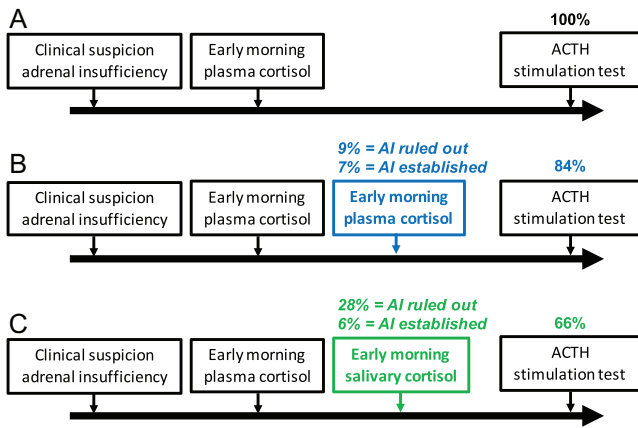 A
100%
Clinical suspicion
adrenal insufficiency
Early morning
plasma cortisol
ACTH
stimulation test
B
9% = AI ruled out
7% = AI established
84%
Clinical suspicion
adrenal insufficiency
Early morning
plasma cortisol
Early morning
plasma cortisol
ACTH
stimulation test
C
28% = AI ruled out
6% = AI established
66%
Clinical suspicion
adrenal insufficiency
Early morning
plasma cortisol
Early morning
salivary cortisol
ACTH
stimulation test